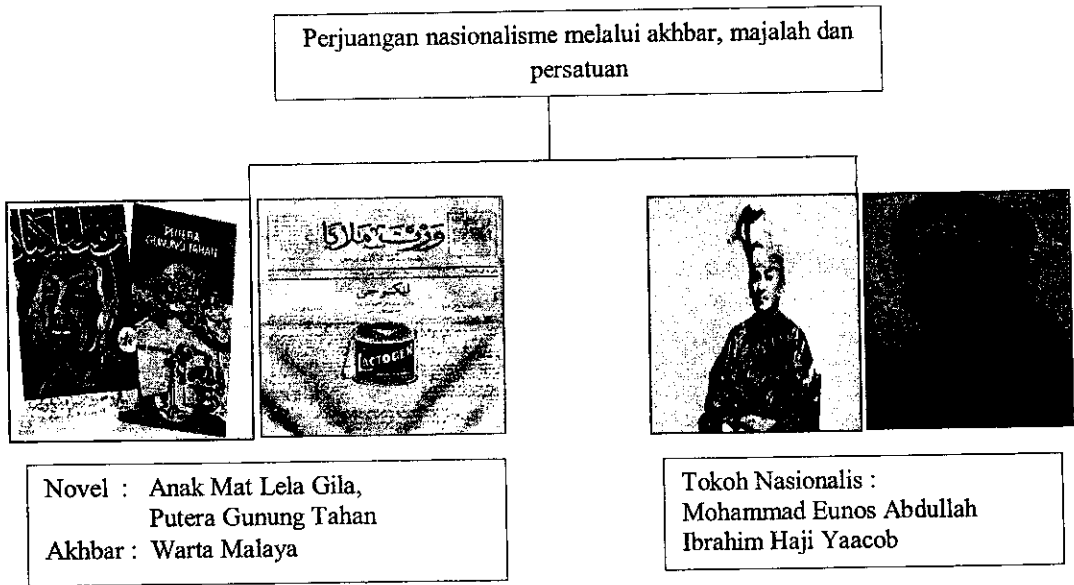 Perjuangan nasionalisme melalui akhbar, majalah dan
persatuan
PUTERA
GUNUNG TAHAN
LACTOGEN
Novel : Anak Mat Lela Gila,
Putera Gunung Tahan
Akhbar : Warta Malaya
Tokoh Nasionalis :
Mohammad Eunos Abdullah
Ibrahim Haji Yaacob